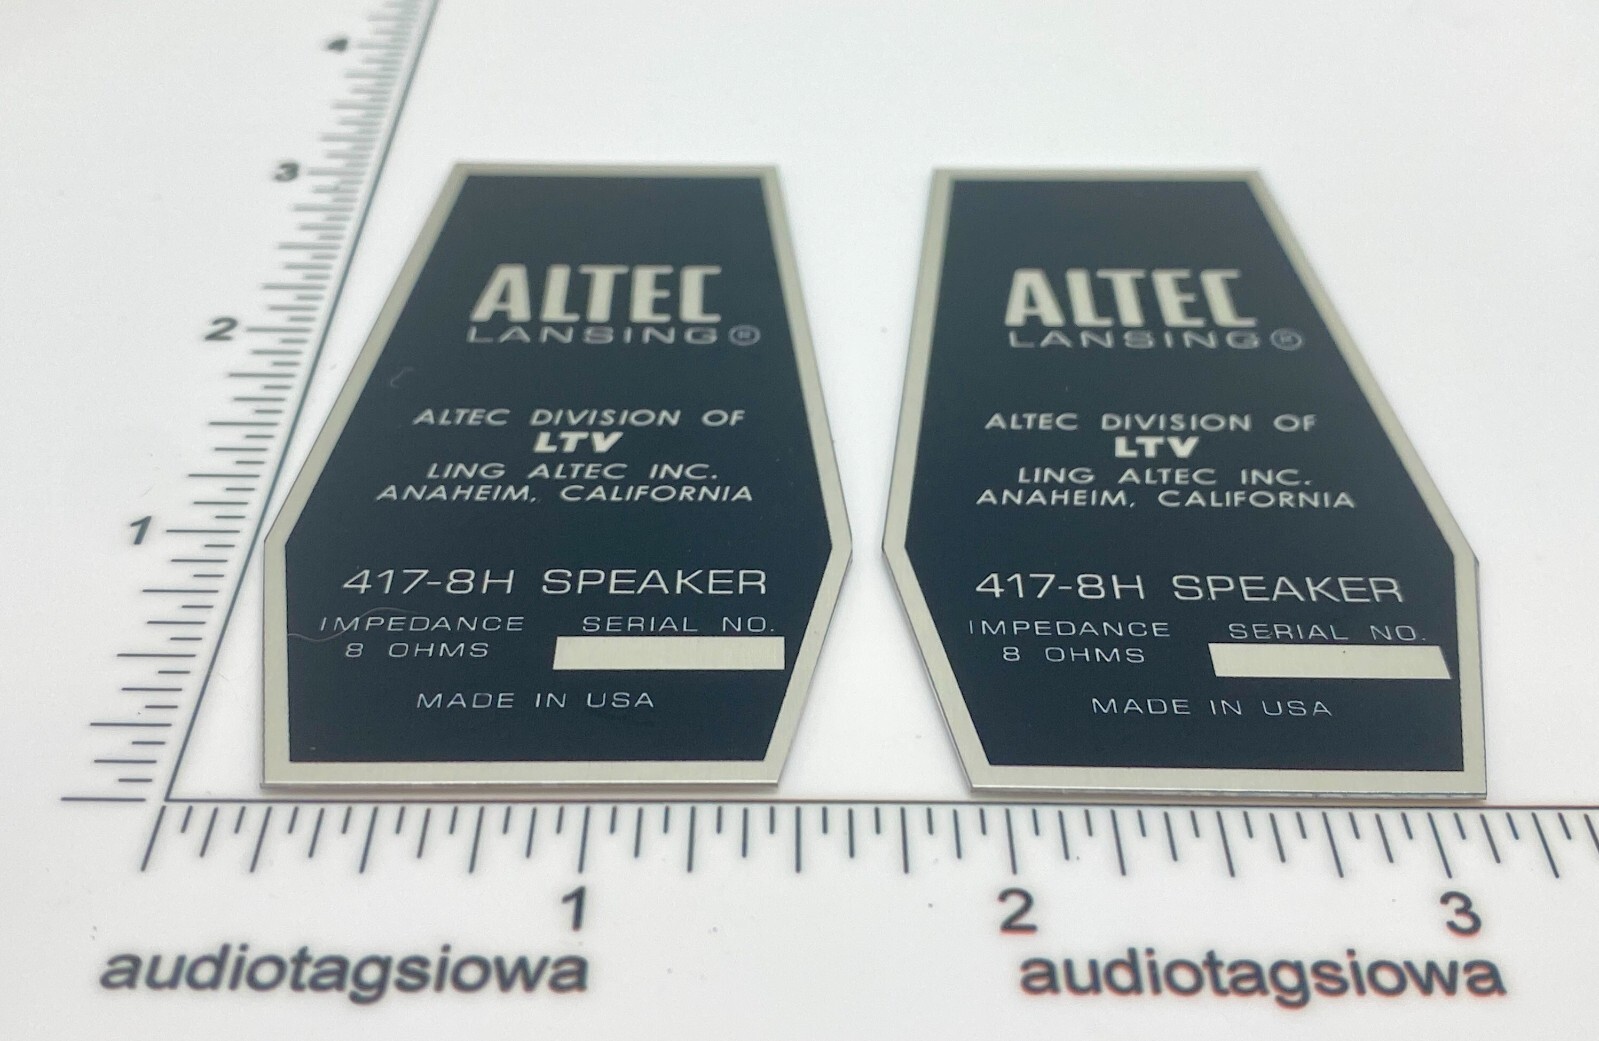 4
3
2
1
ALTEC
LANSING®
ALTEC DIVISION OF
LTV
LING ALTEC INC.
ANAHEIM, CALIFORNIA
417-8H SPEAKER
IMPEDANCE
8 OHMS
SERIAL NO.
MADE IN USA
ALTEC
LANSING®
ALTEC DIVISION OF
LTV
LING ALTEC INC.
ANAHEIM, CALIFORNIA
417-8H SPEAKER
IMPEDANCE
8 OHMS
SERIAL NO.
MADE IN USA
1 2 3
audiotagsiowa audiotagsiowa